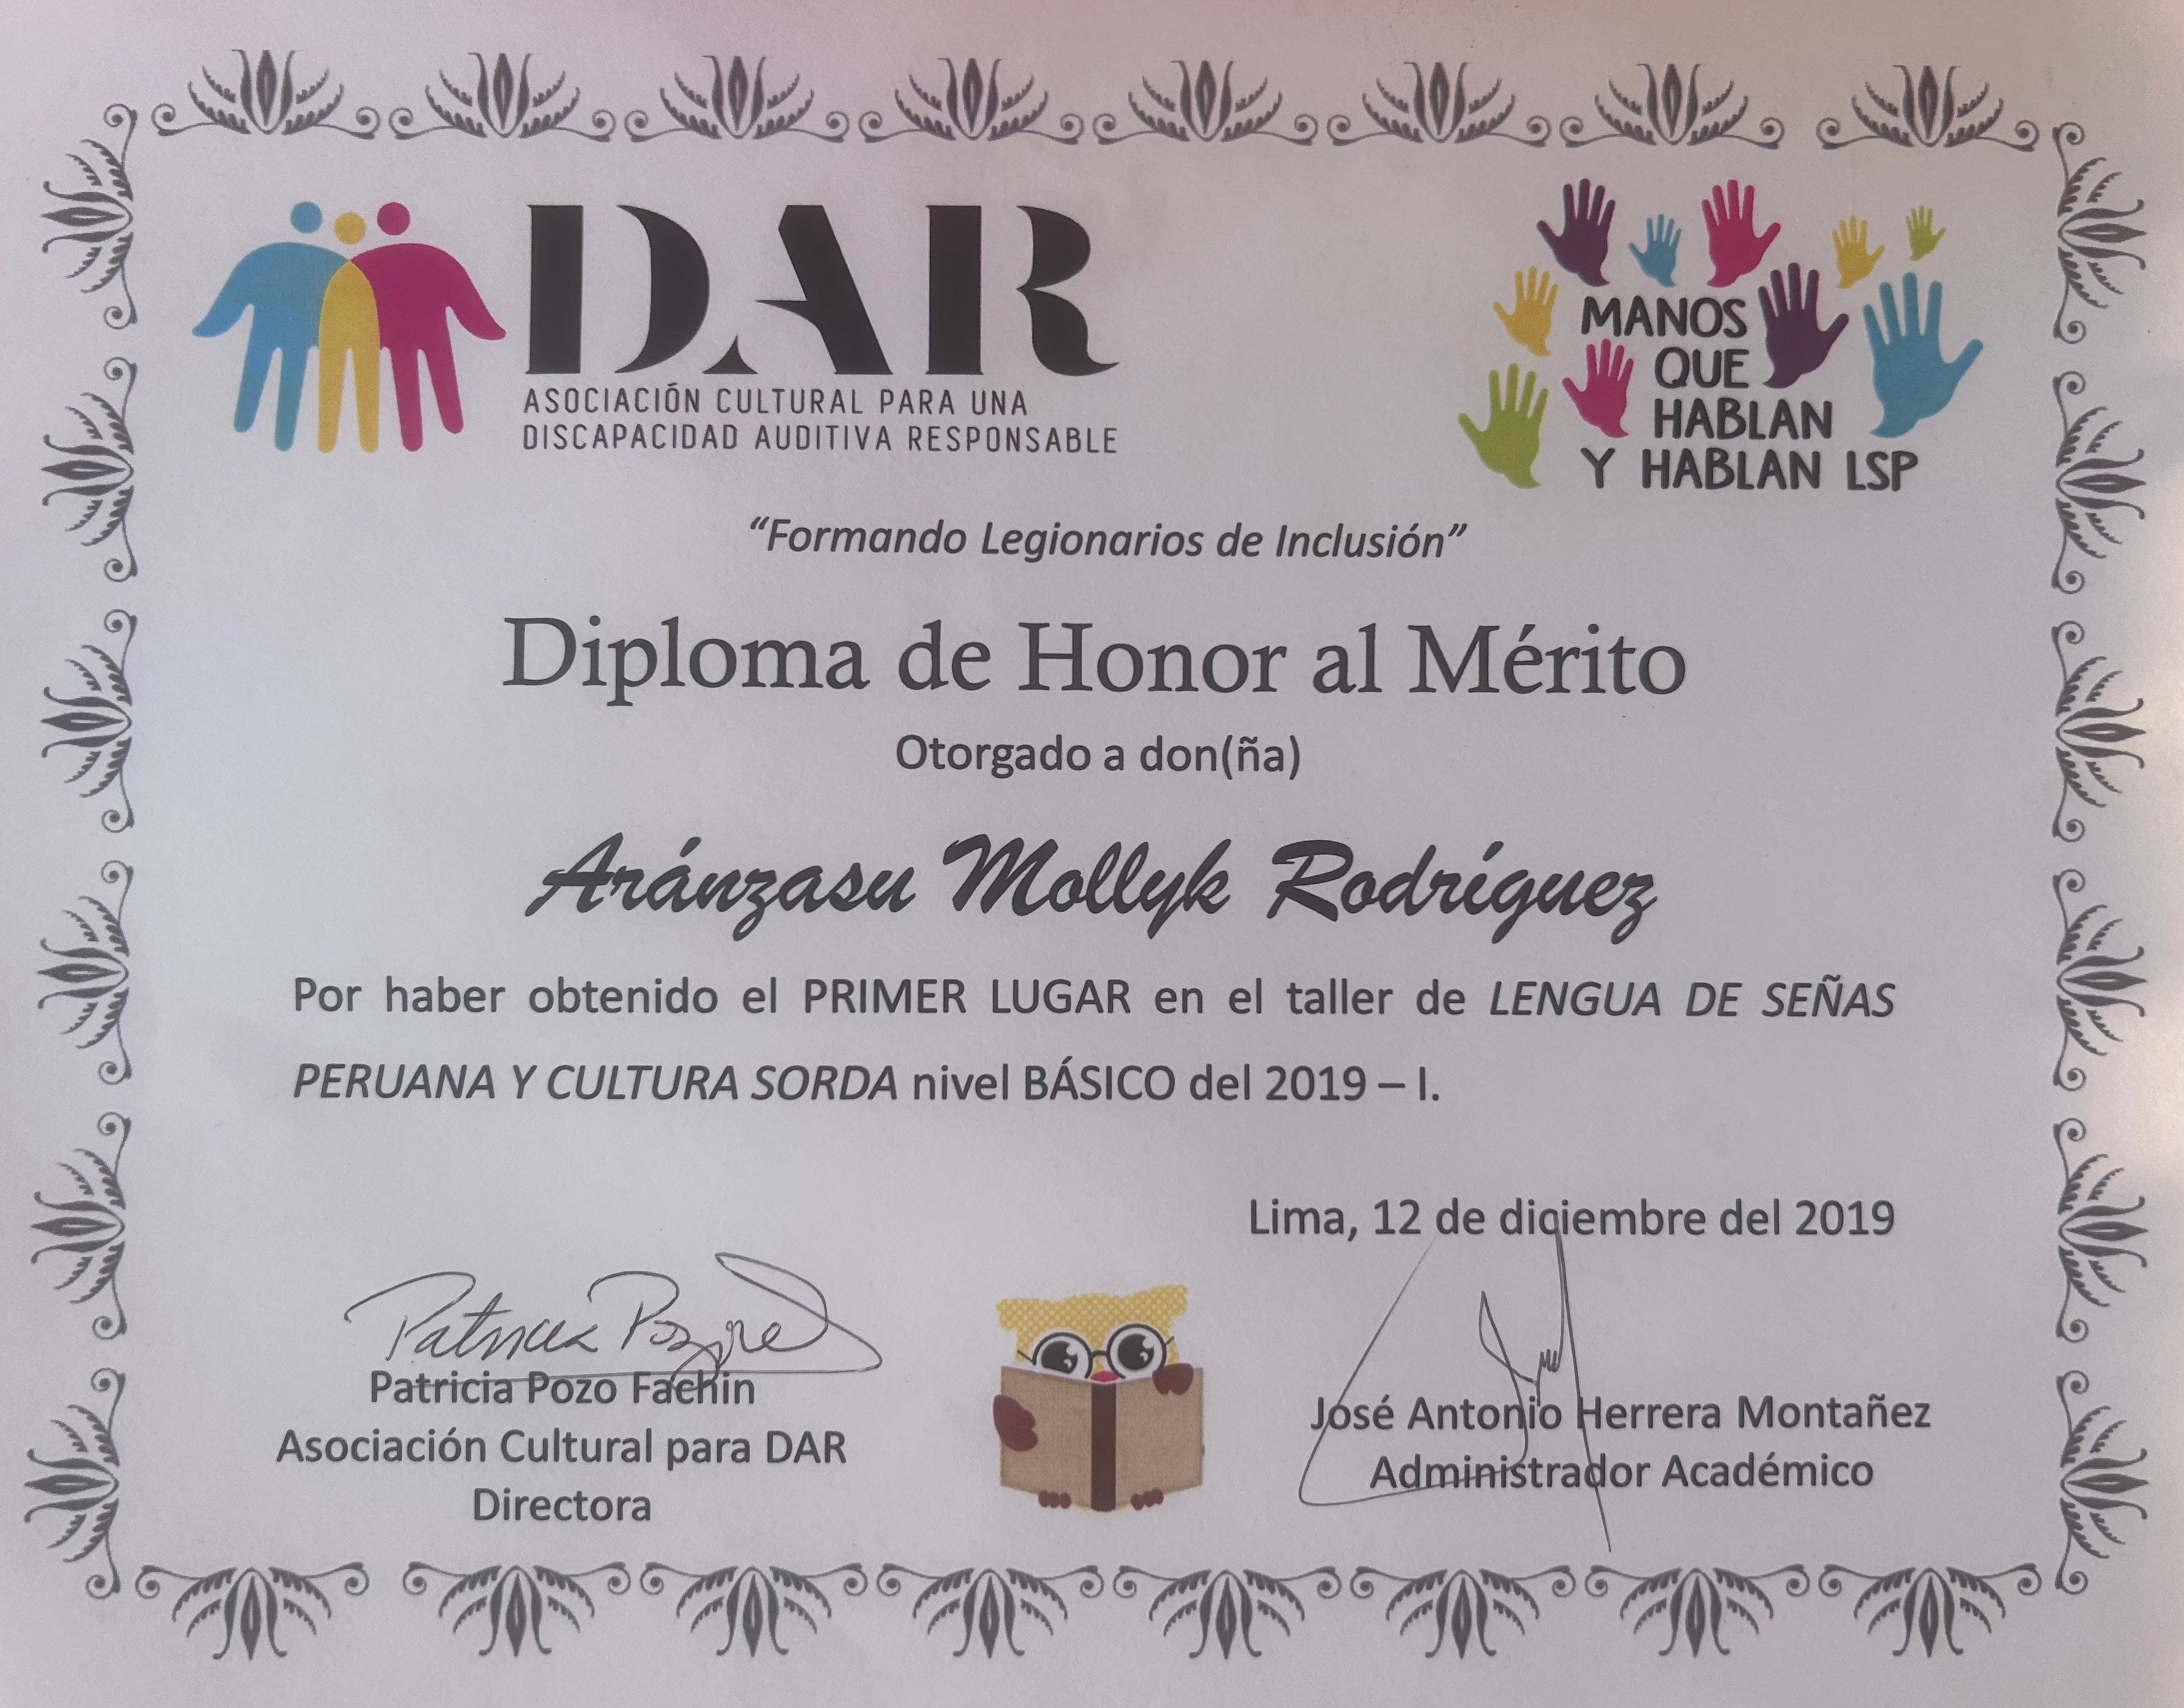 DAR
ASOCIACIÓN CULTURAL PARA UNA
DISCAPACIDAD AUDITIVA RESPONSABLE
MANOS
QUE
HABLAN
Y HABLAN LSP
“Formando Legionarios de Inclusión”
Diploma de Honor al Mérito
Otorgado a don(ña)
Aránzasu Mollyk Rodríguez
Por haber obtenido el PRIMER LUGAR en el taller de LENGUA DE SEÑAS
PERUANA Y CULTURA SORDA nivel BÁSICO del 2019 – I.
Lima, 12 de diciembre del 2019
Patricia Pozo Fachin
Asociación Cultural para DAR
Directora
José Antonio Herrera Montañez
Administrador Académico